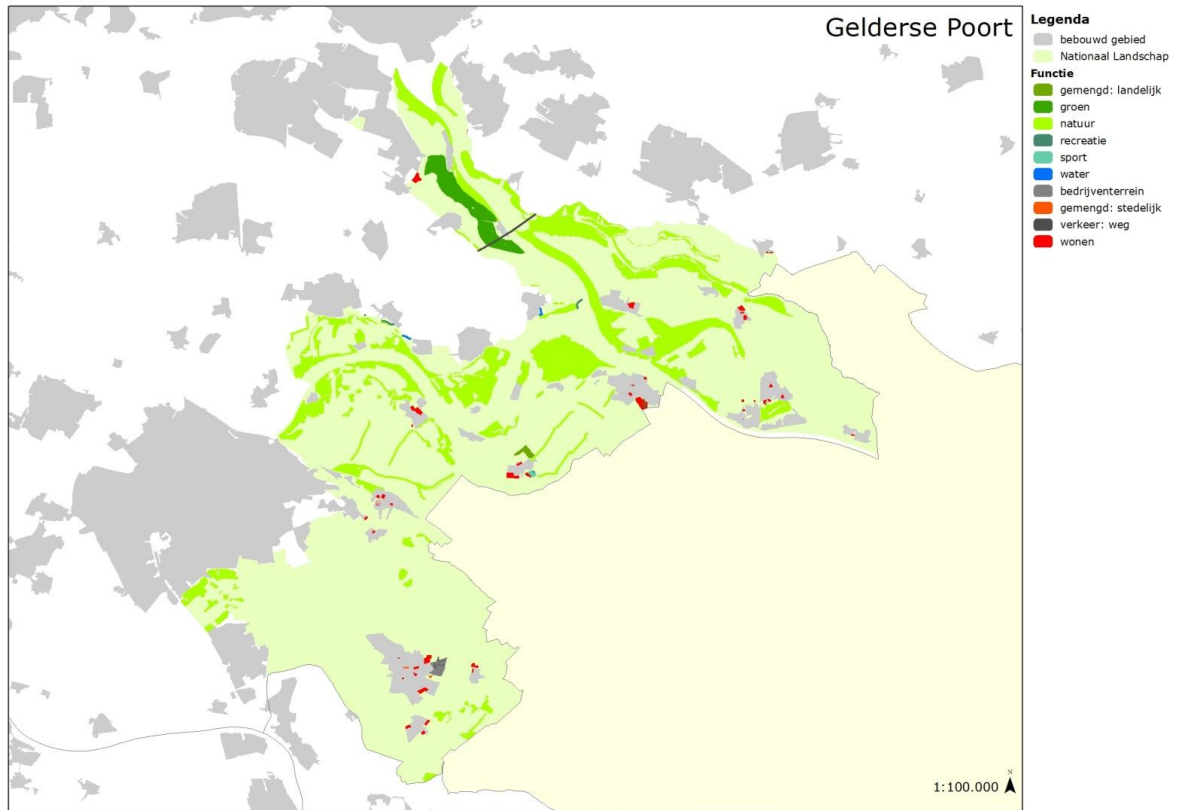 Gelderse Poort
Legenda
bebouwd gebied
Nationaal Landschap
Functie
gemengd: landelijk
groen
natuur
recreatie
sport
water
bedrijventerrein
gemengd: stedelijk
verkeer: weg
wonen
N
1:100.000